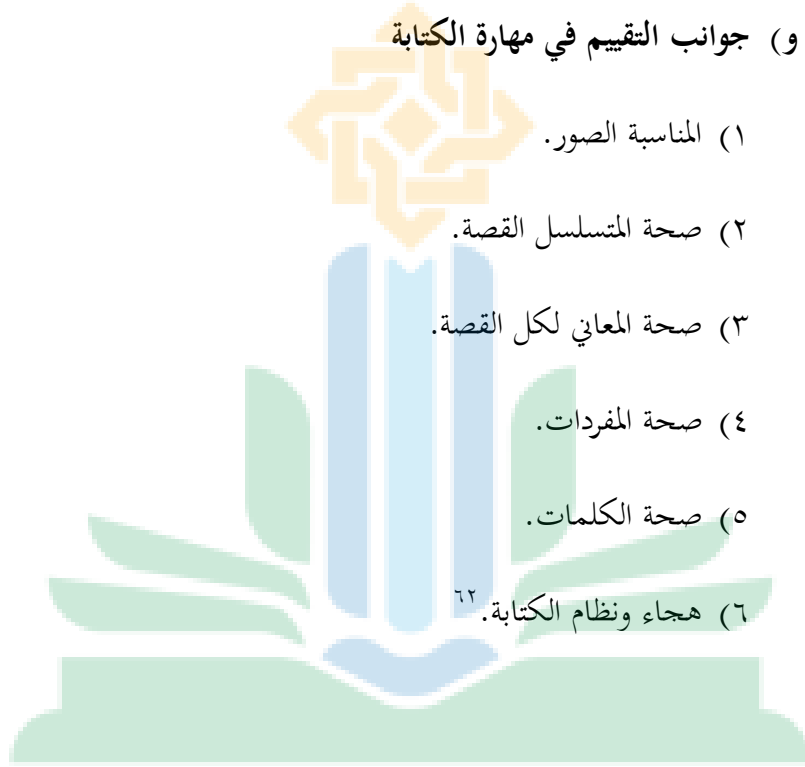 و) جوانب التقييم في مهارة الكتابة
١) المناسبة الصور.
٢) صحة المتسلسل القصة.
٣) صحة المعاني لكل القصة.
٤) صحة المفردات.
٥) صحة الكلمات.
٦) هجاء ونظام الكتابة.٦٢